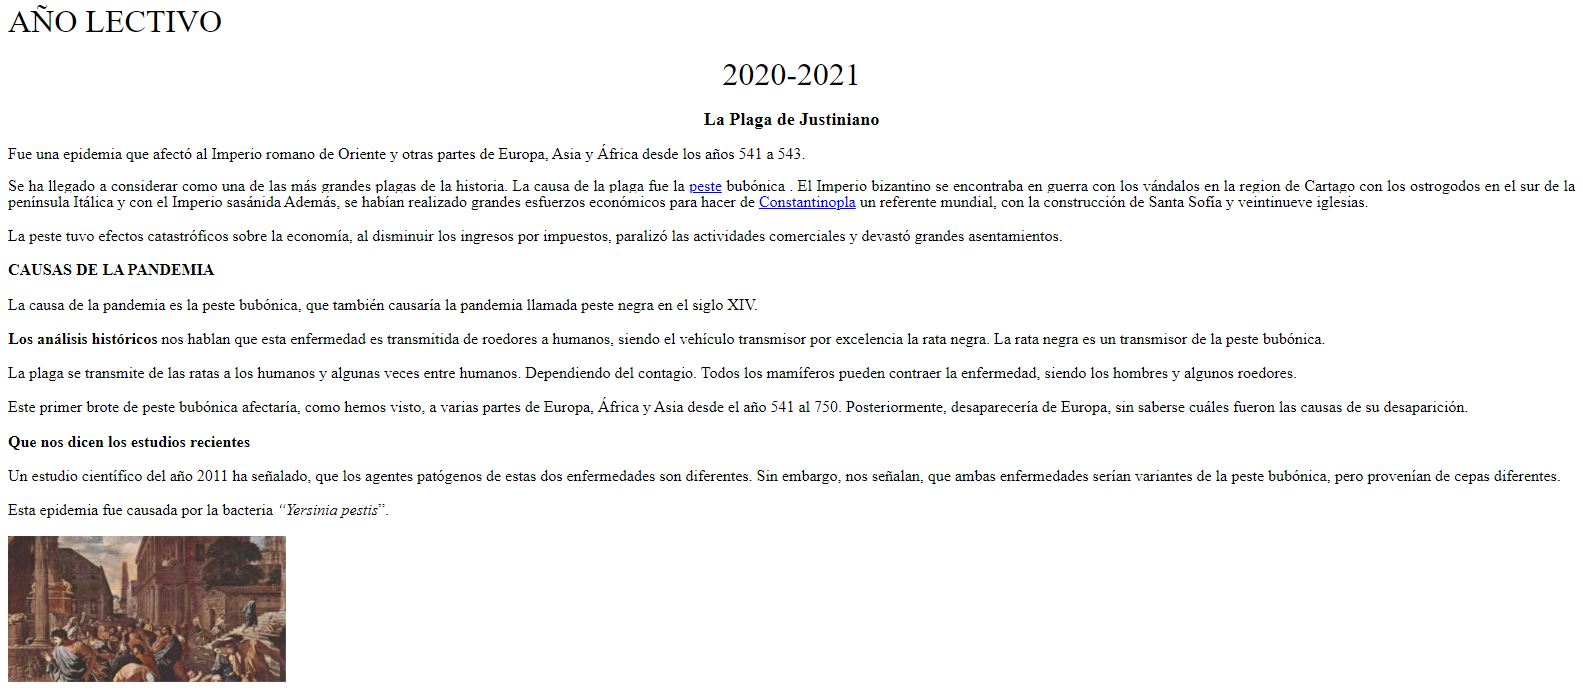 AÑO LECTIVO
2020-2021
La Plaga de Justiniano
Fue una epidemia que afectó al Imperio romano de Oriente y otras partes de Europa, Asia y África desde los años 541 a 543.
Se ha llegado a considerar como una de las más grandes plagas de la historia. La causa de la plaga fue la peste bubónica . El Imperio bizantino se encontraba en guerra con los vándalos en la region de Cartago con los ostrogodos en el sur de la
península Itálica y con el Imperio sasánida Además, se habían realizado grandes esfuerzos económicos para hacer de Constantinopla un referente mundial, con la construcción de Santa Sofía y veintinueve iglesias.
La peste tuvo efectos catastróficos sobre la economía, al disminuir los ingresos por impuestos, paralizó las actividades comerciales y devastó grandes asentamientos.
CAUSAS DE LA PANDEMIA
La causa de la pandemia es la peste bubónica, que también causaría la pandemia llamada peste negra en el siglo XIV.
Los análisis históricos nos hablan que esta enfermedad es transmitida de roedores a humanos, siendo el vehículo transmisor por excelencia la rata negra. La rata negra es un transmisor de la peste bubónica.
La plaga se transmite de las ratas a los humanos y algunas veces entre humanos. Dependiendo del contagio. Todos los mamíferos pueden contraer la enfermedad, siendo los hombres y algunos roedores.
Este primer brote de peste bubónica afectaría, como hemos visto, a varias partes de Europa, África y Asia desde el año 541 al 750. Posteriormente, desaparecería de Europa, sin saberse cuáles fueron las causas de su desaparición.
Que nos dicen los estudios recientes
Un estudio científico del año 2011 ha señalado, que los agentes patógenos de estas dos enfermedades son diferentes. Sin embargo, nos señalan, que ambas enfermedades serían variantes de la peste bubónica, pero provenían de cepas diferentes.
Esta epidemia fue causada por la bacteria “Yersinia pestis”.